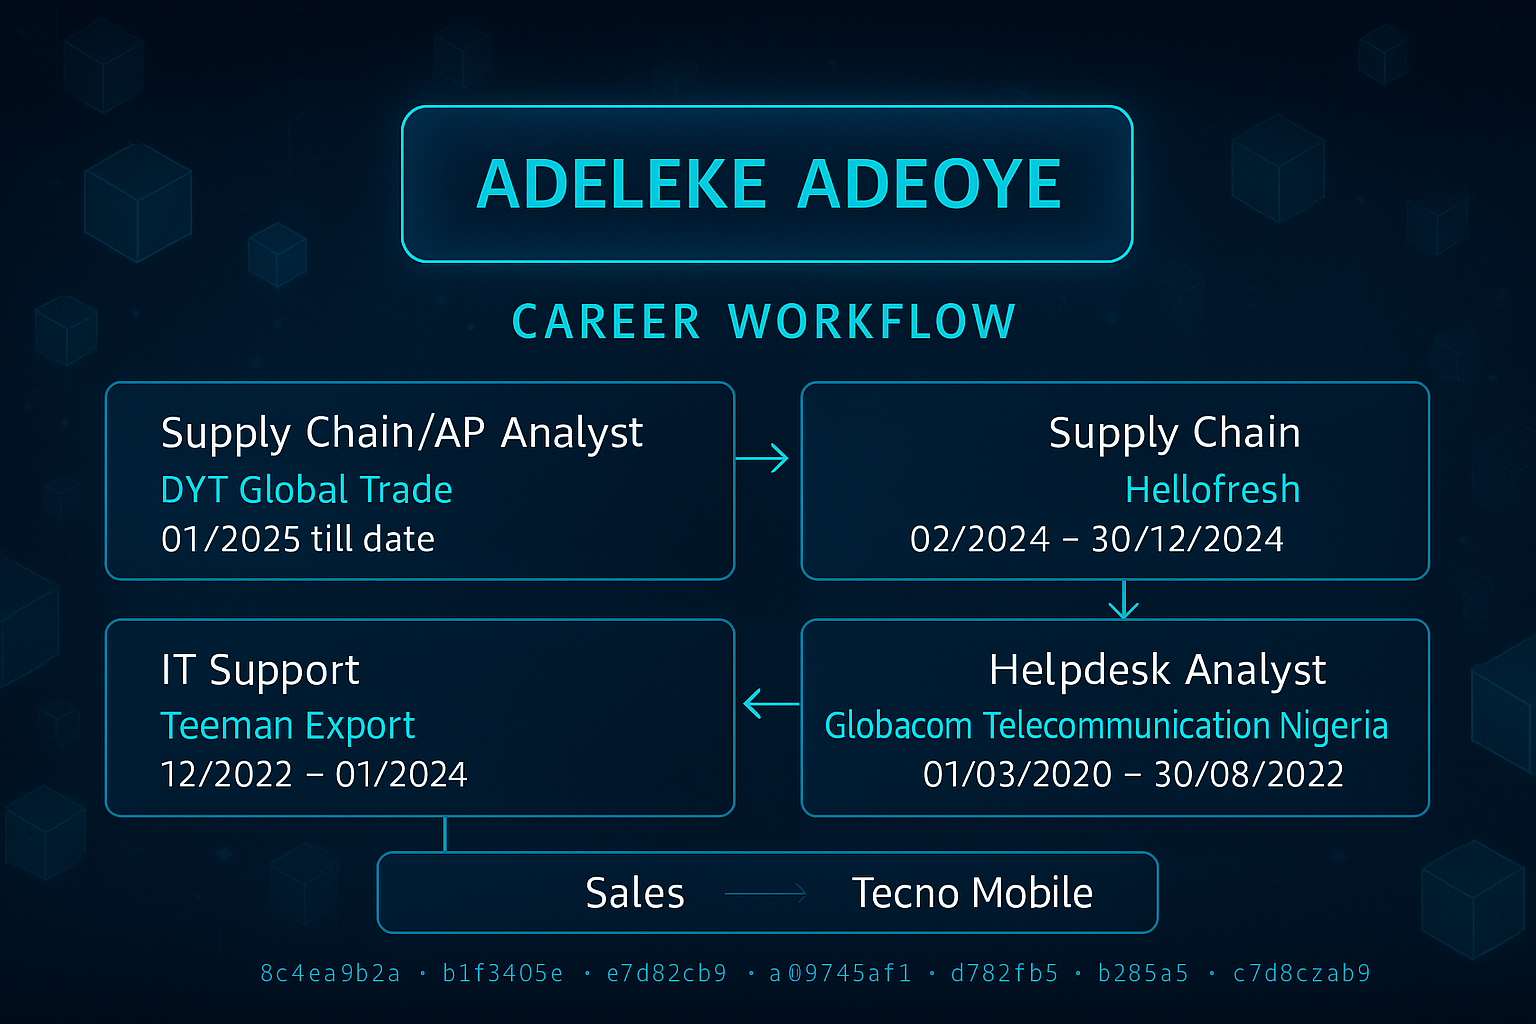 ADELEKE ADEOYE
CAREER WORKFLOW
Supply Chain/AP Analyst
DYT Global Trade
01/2025 till date
Supply Chain
Hellofresh
02/2024 – 30/12/2024
Helpdesk Analyst
Globacom Telecommunication Nigeria
01/03/2020 – 30/08/2022
IT Support
Teeman Export
12/2022 – 01/2024
Sales → Tecno Mobile
8c4ea9b2a · b1f3405e · e7d82cb9 · a009745af1 · d782fb5 · b285a5 · c7d8czab9